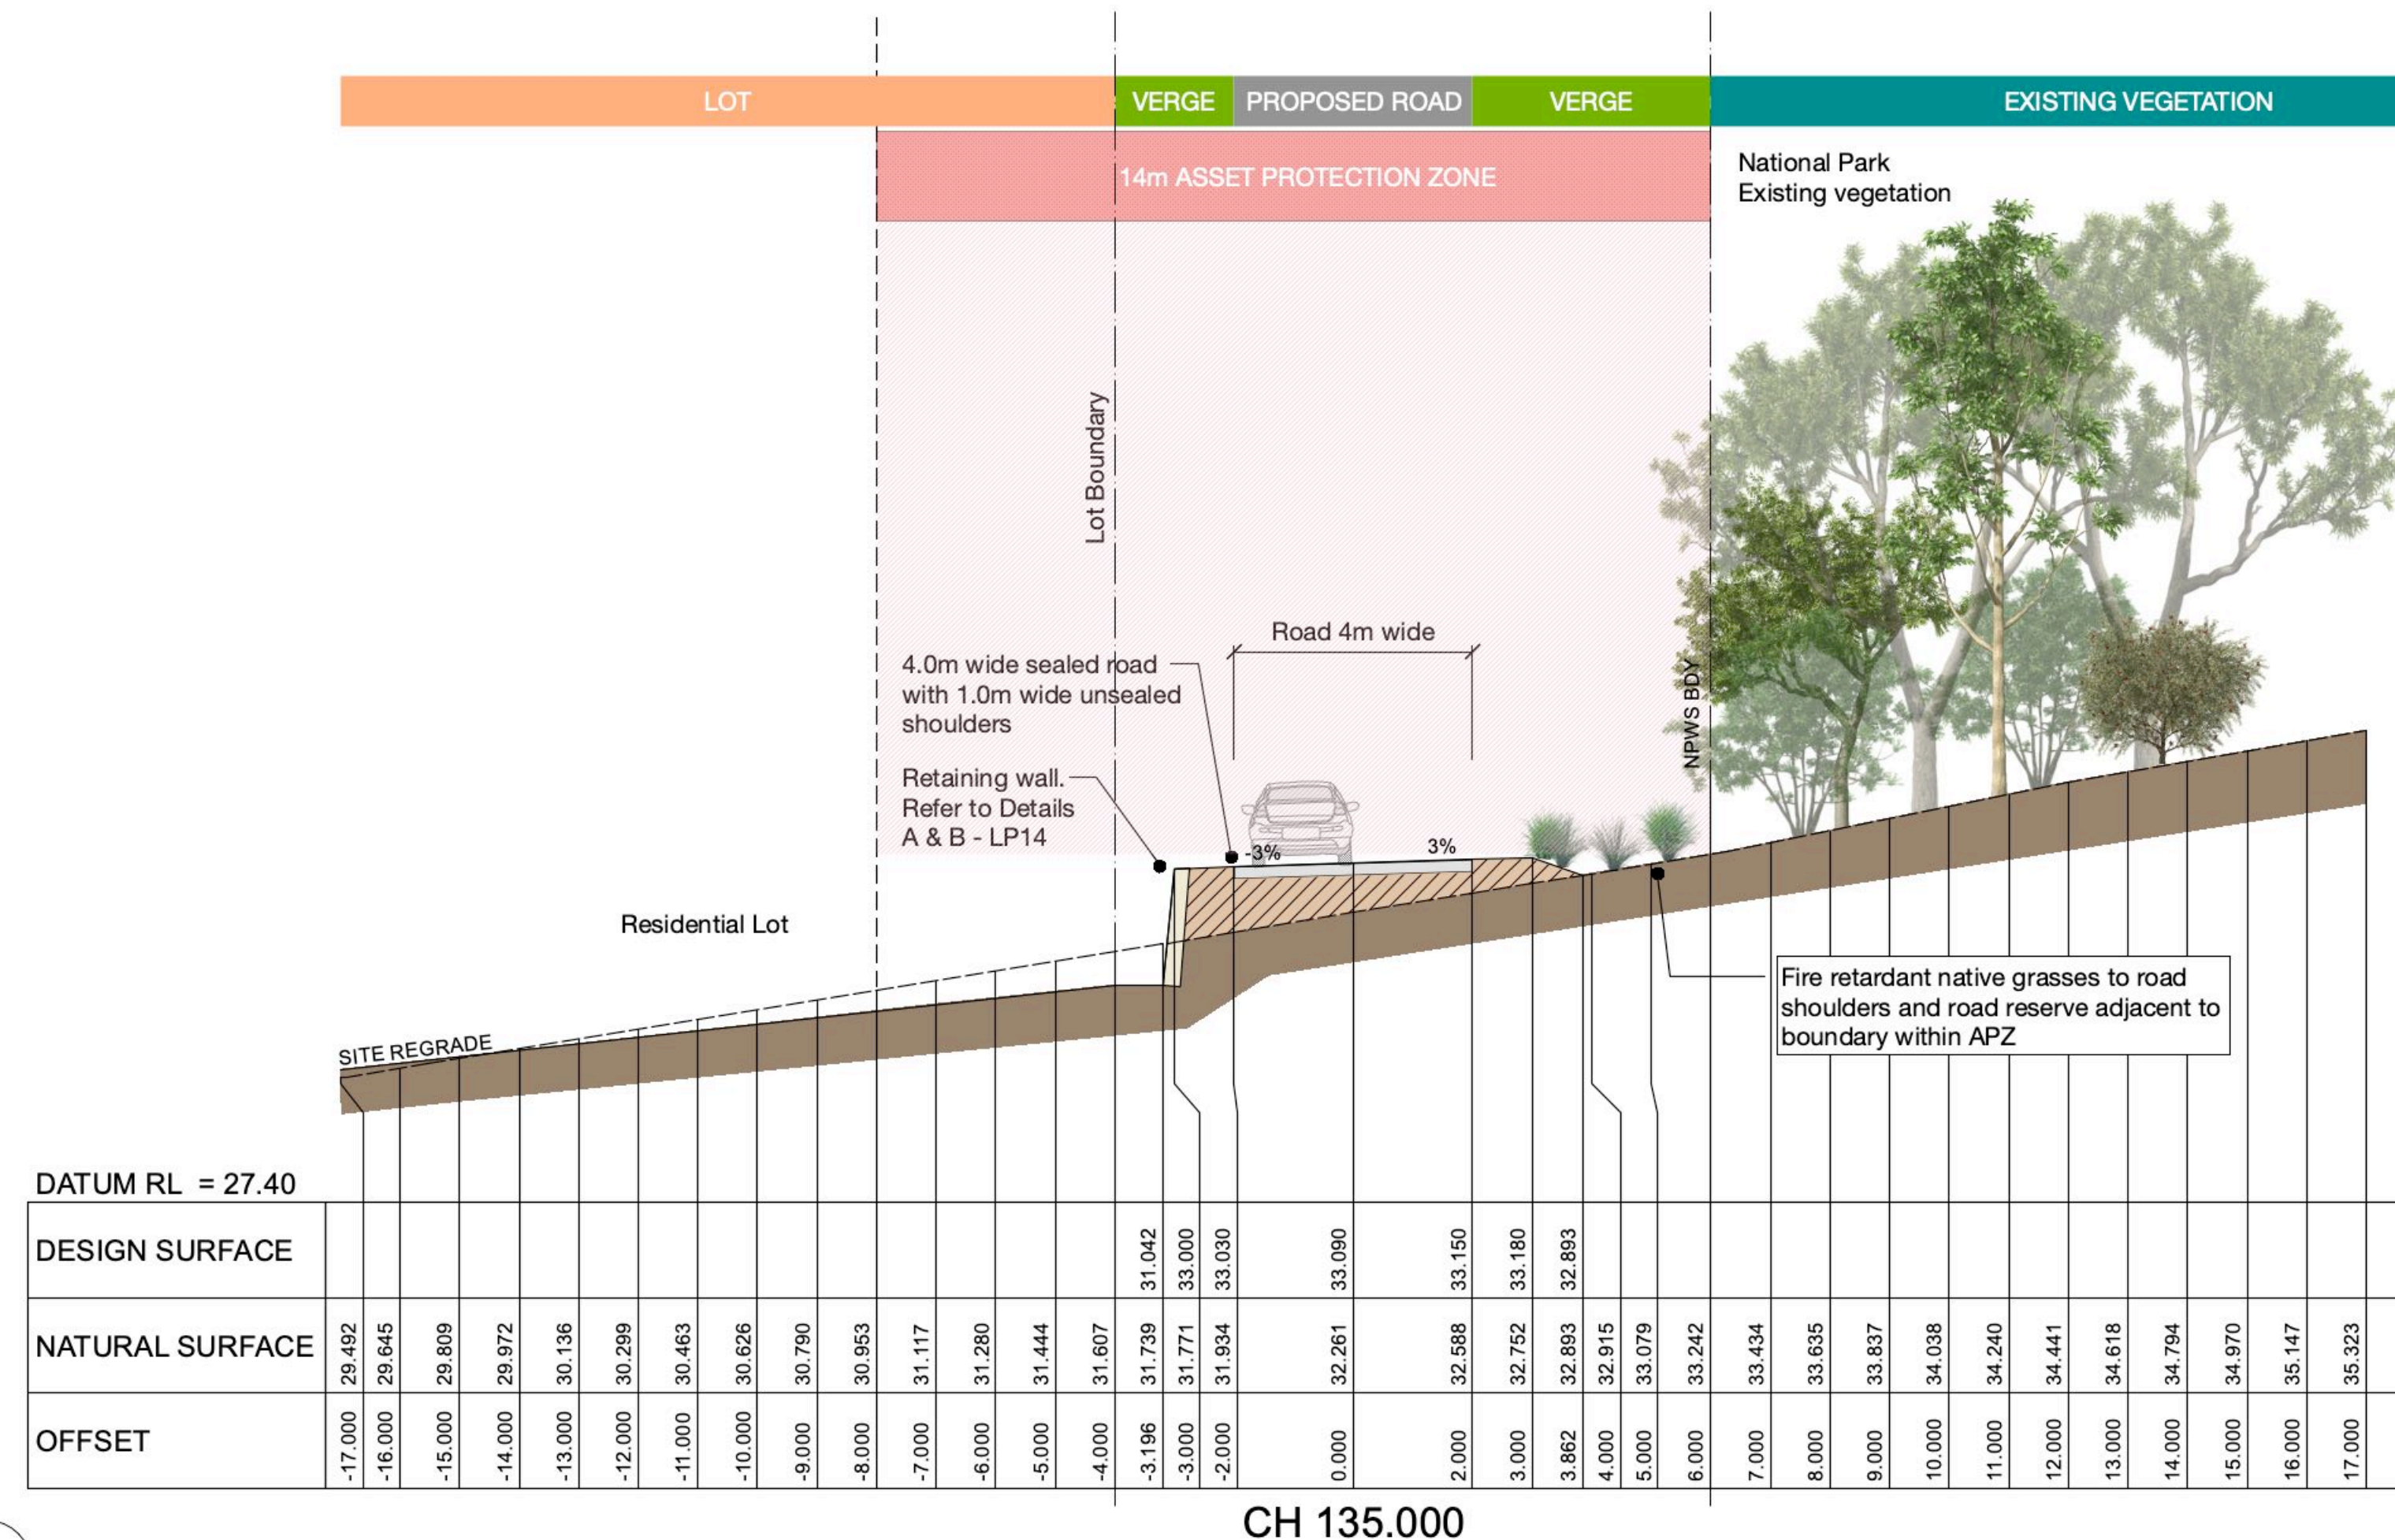 LOT
VERGE
PROPOSED ROAD
VERGE
EXISTING VEGETATION
14m ASSET PROTECTION ZONE
National Park
Existing vegetation
Lot Boundary
Road 4m wide
4.0m wide sealed road
with 1.0m wide unsealed
shoulders
NPWS BDY
Retaining wall.
Refer to Details
A & B - LP14
-3%
3%
Residential Lot
Fire retardant native grasses to road
shoulders and road reserve adjacent to
boundary within APZ
SITE REGRADE
DATUM RL = 27.40
DESIGN SURFACE
31.042
33.000
33.030
33.090
33.150
33.180
32.893
NATURAL SURFACE
29.492
29.645
29.809
29.972
30.136
30.299
30.463
30.626
30.790
30.953
31.117
31.280
31.444
31.607
31.739
31.771
31.934
32.261
32.588
32.752
32.893
32.915
33.079
33.242
33.434
33.635
33.837
34.038
34.240
34.441
34.618
34.794
34.970
35.147
35.323
OFFSET
-17.000
-16.000
-15.000
-14.000
-13.000
-12.000
-11.000
-10.000
-9.000
-8.000
-7.000
-6.000
-5.000
-4.000
-3.196
-3.000
-2.000
0.000
2.000
3.000
3.862
4.000
5.000
6.000
7.000
8.000
9.000
10.000
11.000
12.000
13.000
14.000
15.000
16.000
17.000
CH 135.000